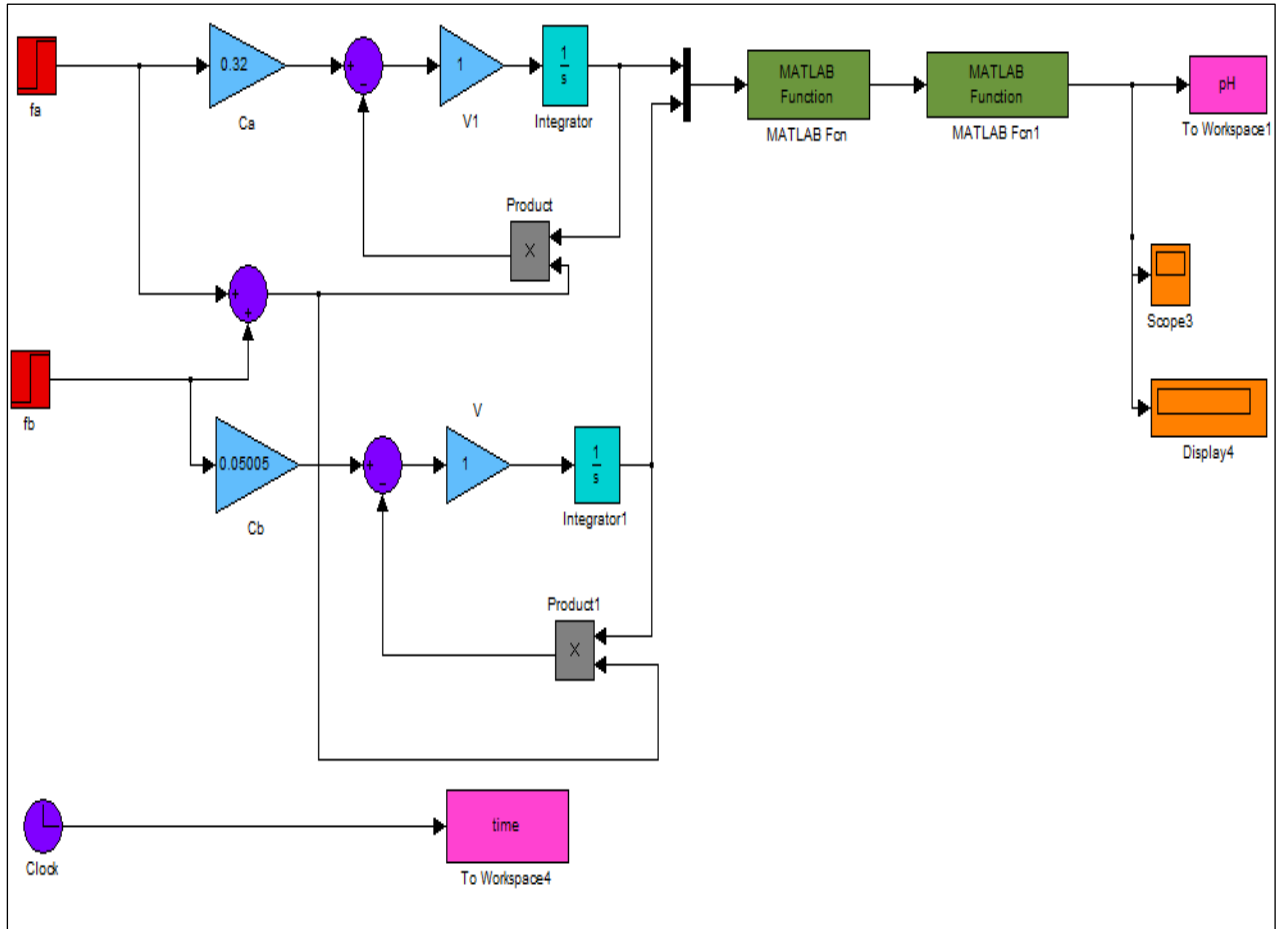 fa
0.32
Ca
+
−
1
V1
1
s
Integrator
MATLAB
Function
MATLAB Fcn
MATLAB
Function
MATLAB Fcn1
pH
To Workspace1
Product
X
+
+
Scope3
fb
0.05005
Cb
+
−
V
1
1
s
Integrator1
Display4
Product1
X
Clock
time
To Workspace4